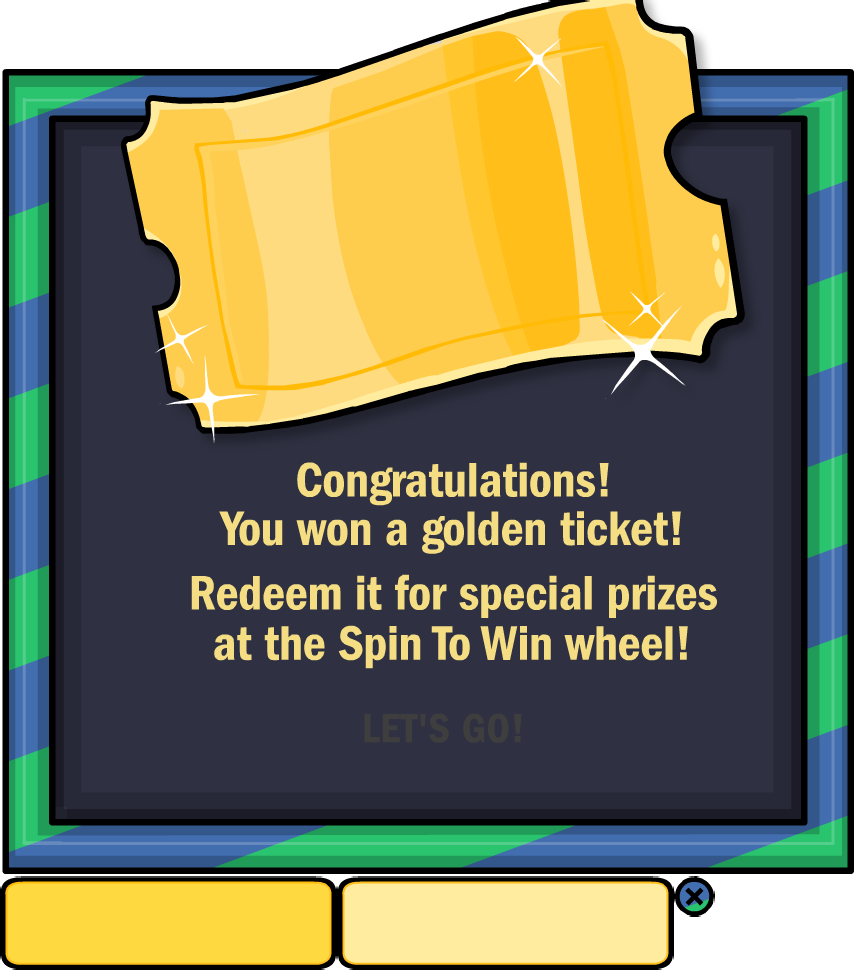 Congratulations!
You won a golden ticket!
Redeem it for special prizes
at the Spin To Win wheel!
LET'S GO!